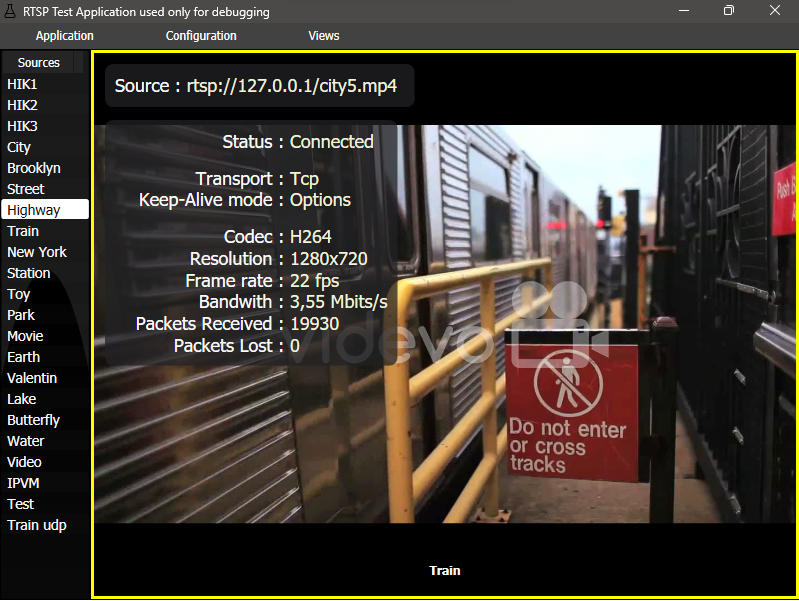 RTSP Test Application used only for debugging
Application Configuration Views
Sources
HIK1
HIK2
HIK3
City
Brooklyn
Street
Highway
Train
New York
Station
Toy
Park
Movie
Earth
Valentin
Lake
Butterfly
Water
Video
IPVM
Test
Train udp
Source : rtsp://127.0.0.1/city5.mp4
Status : Connected
Transport : Tcp
Keep-Alive mode : Options
Codec : H264
Resolution : 1280x720
Frame rate : 22 fps
Bandwith : 3,55 Mbits/s
Packets Received : 19930
Packets Lost : 0
videvo
Push
Do not enter
or cross
tracks
Train